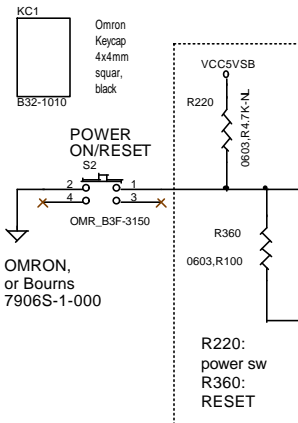 KC1
Omron
Keycap
4x4mm
squar,
black
B32-1010
VCC5VSB
R220
0603,R4.7K-NL
POWER
ON/RESET
S2
2
1
4
3
OMR_B3F-3150
R360
0603,R100
OMRON,
or Bourns
7906S-1-000
R220:
power sw
R360:
RESET